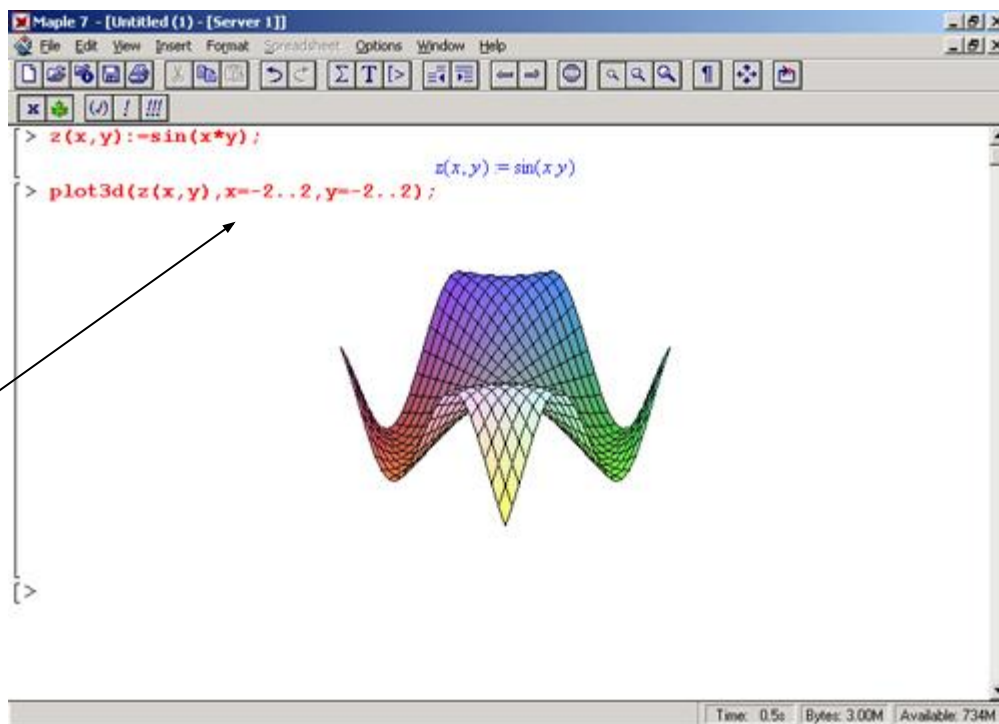 Maple 7 - [Untitled (1) - [Server 1]]
File Edit View Insert Format Spreadsheet Options Window Help
Σ T [>
x (√) ! !!!
[> z(x,y):=sin(x*y);
z(x, y) := sin(x y)
[> plot3d(z(x,y),x=-2..2,y=-2..2);
[>
Time: 0.5s Bytes: 3.00M Available: 734M